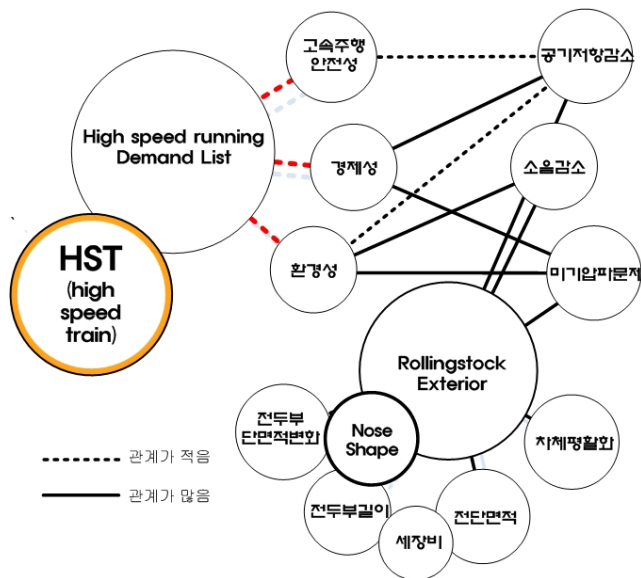 고속주행
안전성
공기저항감소
High speed running
Demand List
경제성
소음감소
HST
(high
speed
train)
환경성
미기압파문제
Rollingstock
Exterior
전두부
단면적변화
Nose
Shape
차체평활화
관계가 적음
관계가 많음
전두부길이
전단면적
세장비